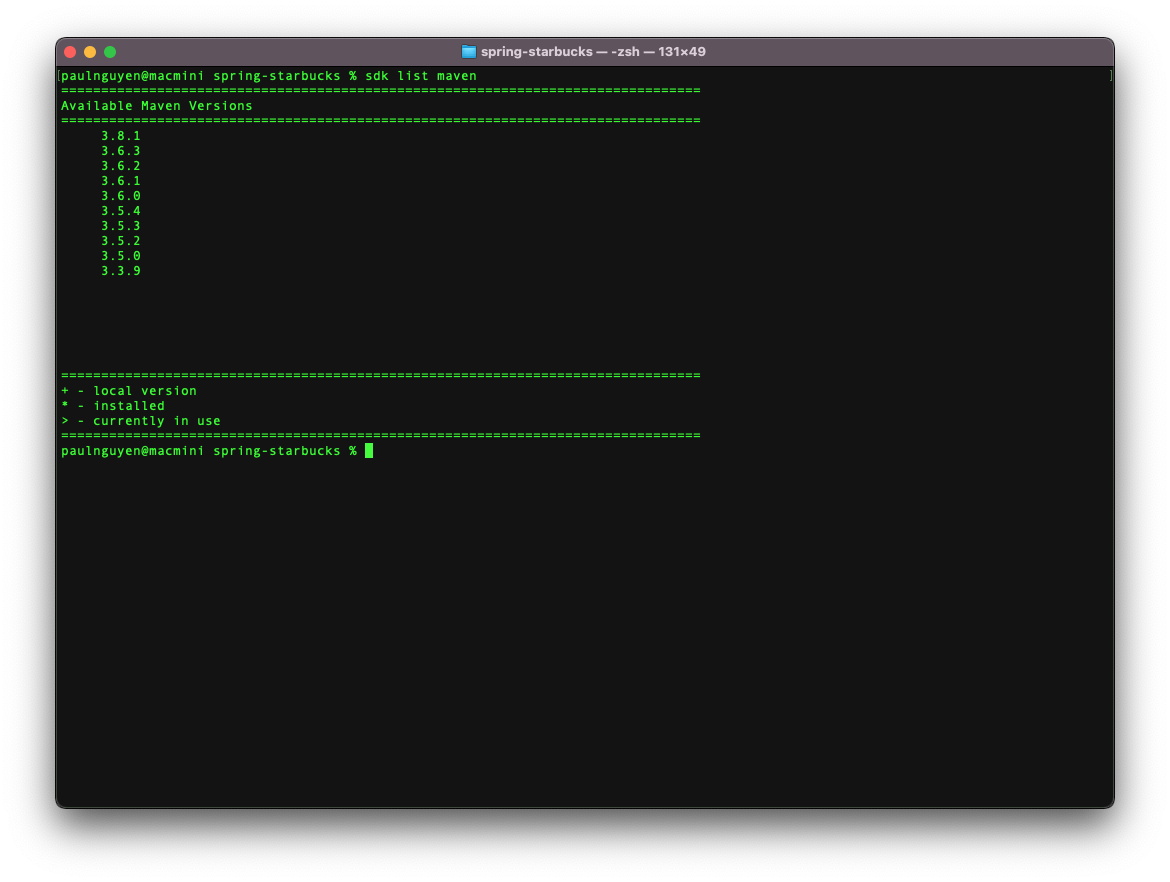 spring-starbucks — -zsh — 131×49
[paulnguyen@macmini spring-starbucks % sdk list maven ]
================================================================================
Available Maven Versions
================================================================================
     3.8.1
     3.6.3
     3.6.2
     3.6.1
     3.6.0
     3.5.4
     3.5.3
     3.5.2
     3.5.0
     3.3.9
================================================================================
+ - local version
* - installed
> - currently in use
================================================================================
paulnguyen@macmini spring-starbucks %